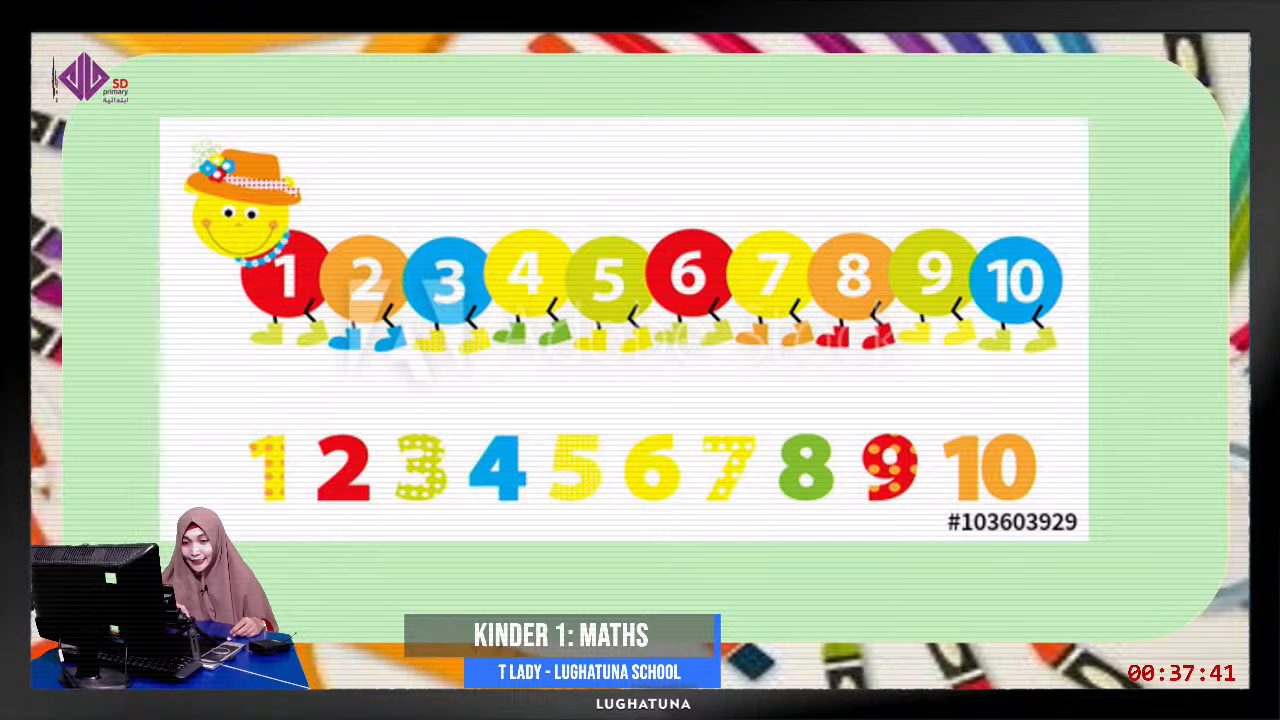 SD
primary
ابتدائية
1 2 3 4 5 6 7 8 9 10
1 2 3 4 5 6 7 8 9 10
#103603929
KINDER 1: MATHS
T LADY - LUGHATUNA SCHOOL
00:37:41
LUGHATUNA